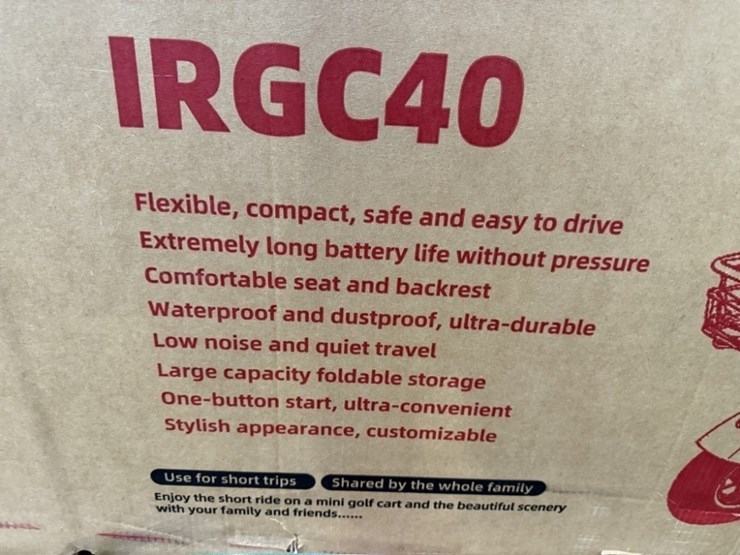 IRGC40
Flexible, compact, safe and easy to drive
Extremely long battery life without pressure
Comfortable seat and backrest
Waterproof and dustproof, ultra-durable
Low noise and quiet travel
Large capacity foldable storage
One-button start, ultra-convenient
Stylish appearance, customizable
Use for short trips Shared by the whole family
Enjoy the short ride on a mini golf cart and the beautiful scenery
with your family and friends......